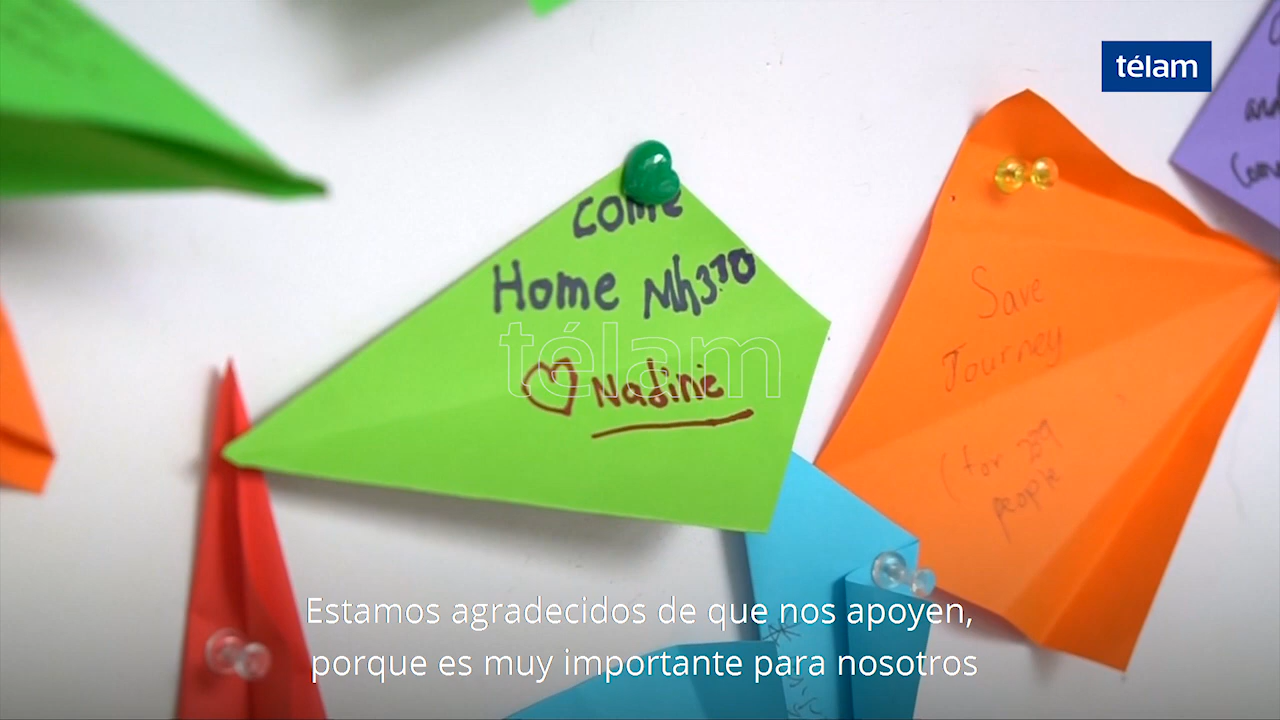 télam
Come
Home Mh370
télam
♡ Nadine
Save
Journey
(for 239
people
and
Estamos agradecidos de que nos apoyen,
porque es muy importante para nosotros